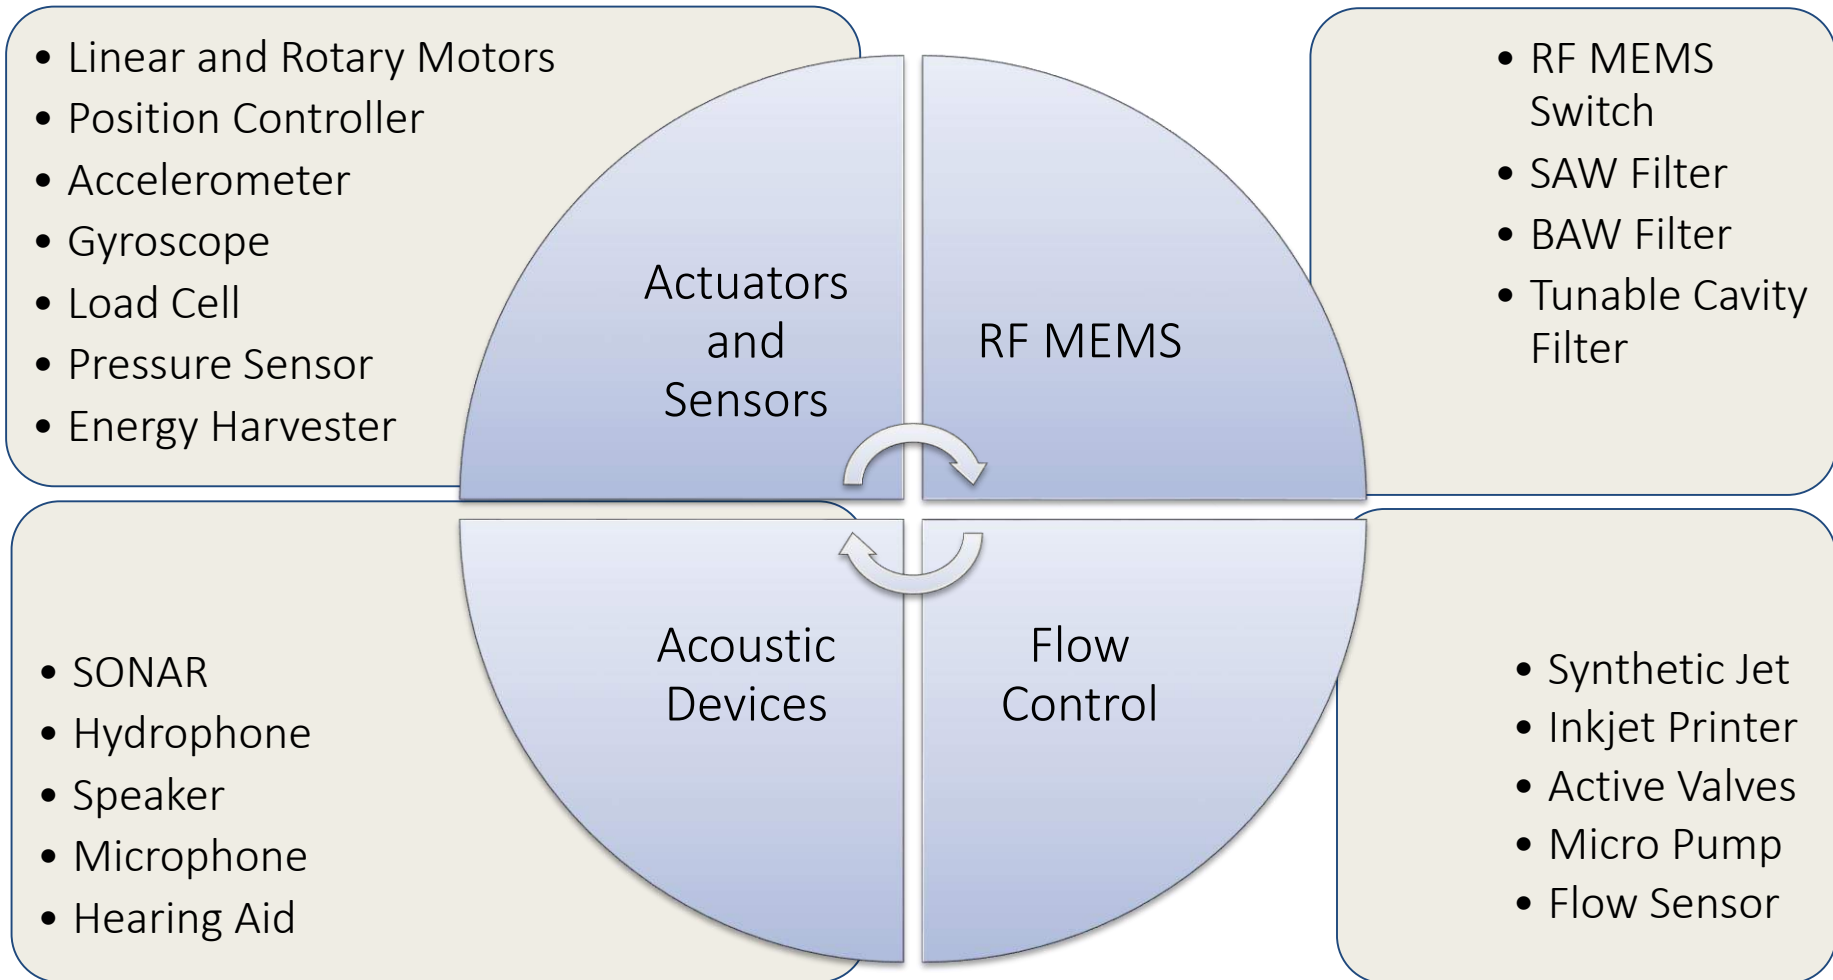 • Linear and Rotary Motors
• Position Controller
• Accelerometer
• Gyroscope
• Load Cell
• Pressure Sensor
• Energy Harvester
Actuators
and
Sensors
RF MEMS
• RF MEMS
Switch
• SAW Filter
• BAW Filter
• Tunable Cavity
Filter
• SONAR
• Hydrophone
• Speaker
• Microphone
• Hearing Aid
Acoustic
Devices
Flow
Control
• Synthetic Jet
• Inkjet Printer
• Active Valves
• Micro Pump
• Flow Sensor